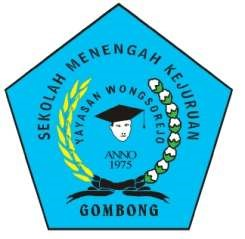 SEKOLAH MENENGAH KEJURUAN
YAYASAN WONGSOREJO
ANNO
1975
GOMBONG